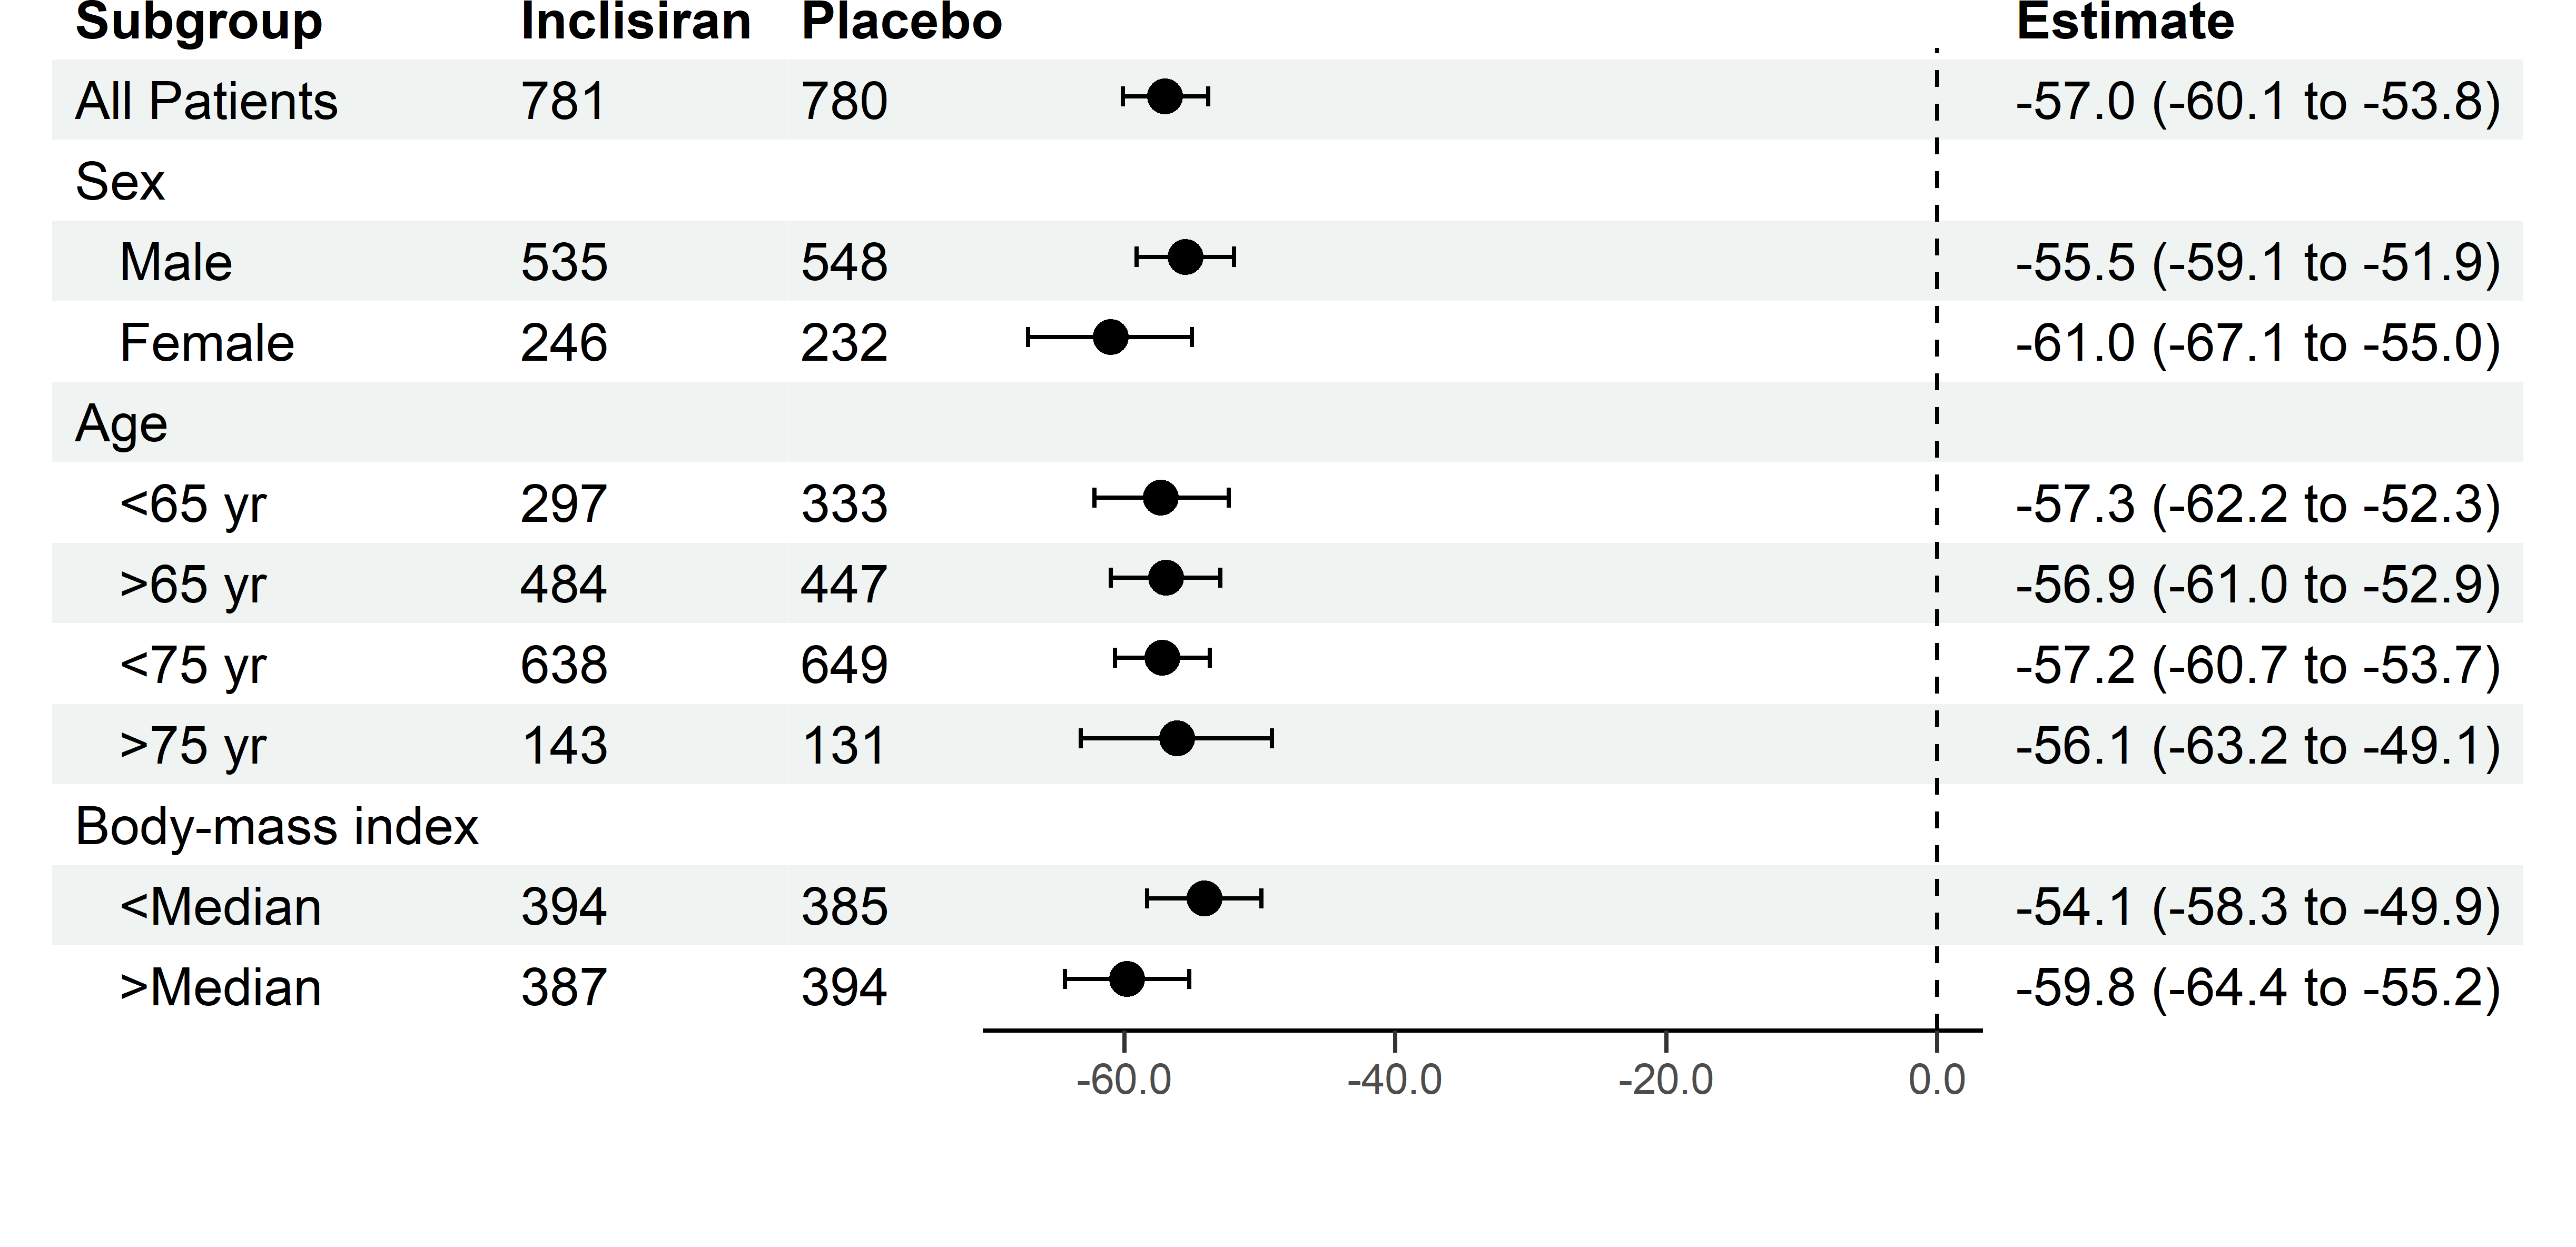 Subgroup Inclisiran Placebo Estimate
All Patients 781 780 -57.0 (-60.1 to -53.8)
Sex
Male 535 548 -55.5 (-59.1 to -51.9)
Female 246 232 -61.0 (-67.1 to -55.0)
Age
<65 yr 297 333 -57.3 (-62.2 to -52.3)
>65 yr 484 447 -56.9 (-61.0 to -52.9)
<75 yr 638 649 -57.2 (-60.7 to -53.7)
>75 yr 143 131 -56.1 (-63.2 to -49.1)
Body-mass index
<Median 394 385 -54.1 (-58.3 to -49.9)
>Median 387 394 -59.8 (-64.4 to -55.2)
-60.0 -40.0 -20.0 0.0